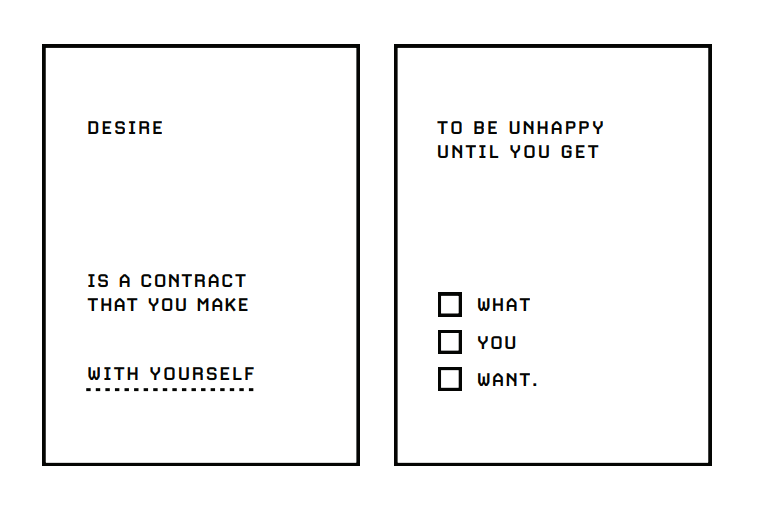 DESIRE
IS A CONTRACT
THAT YOU MAKE
WITH YOURSELF
TO BE UNHAPPY
UNTIL YOU GET
WHAT
YOU
WANT.